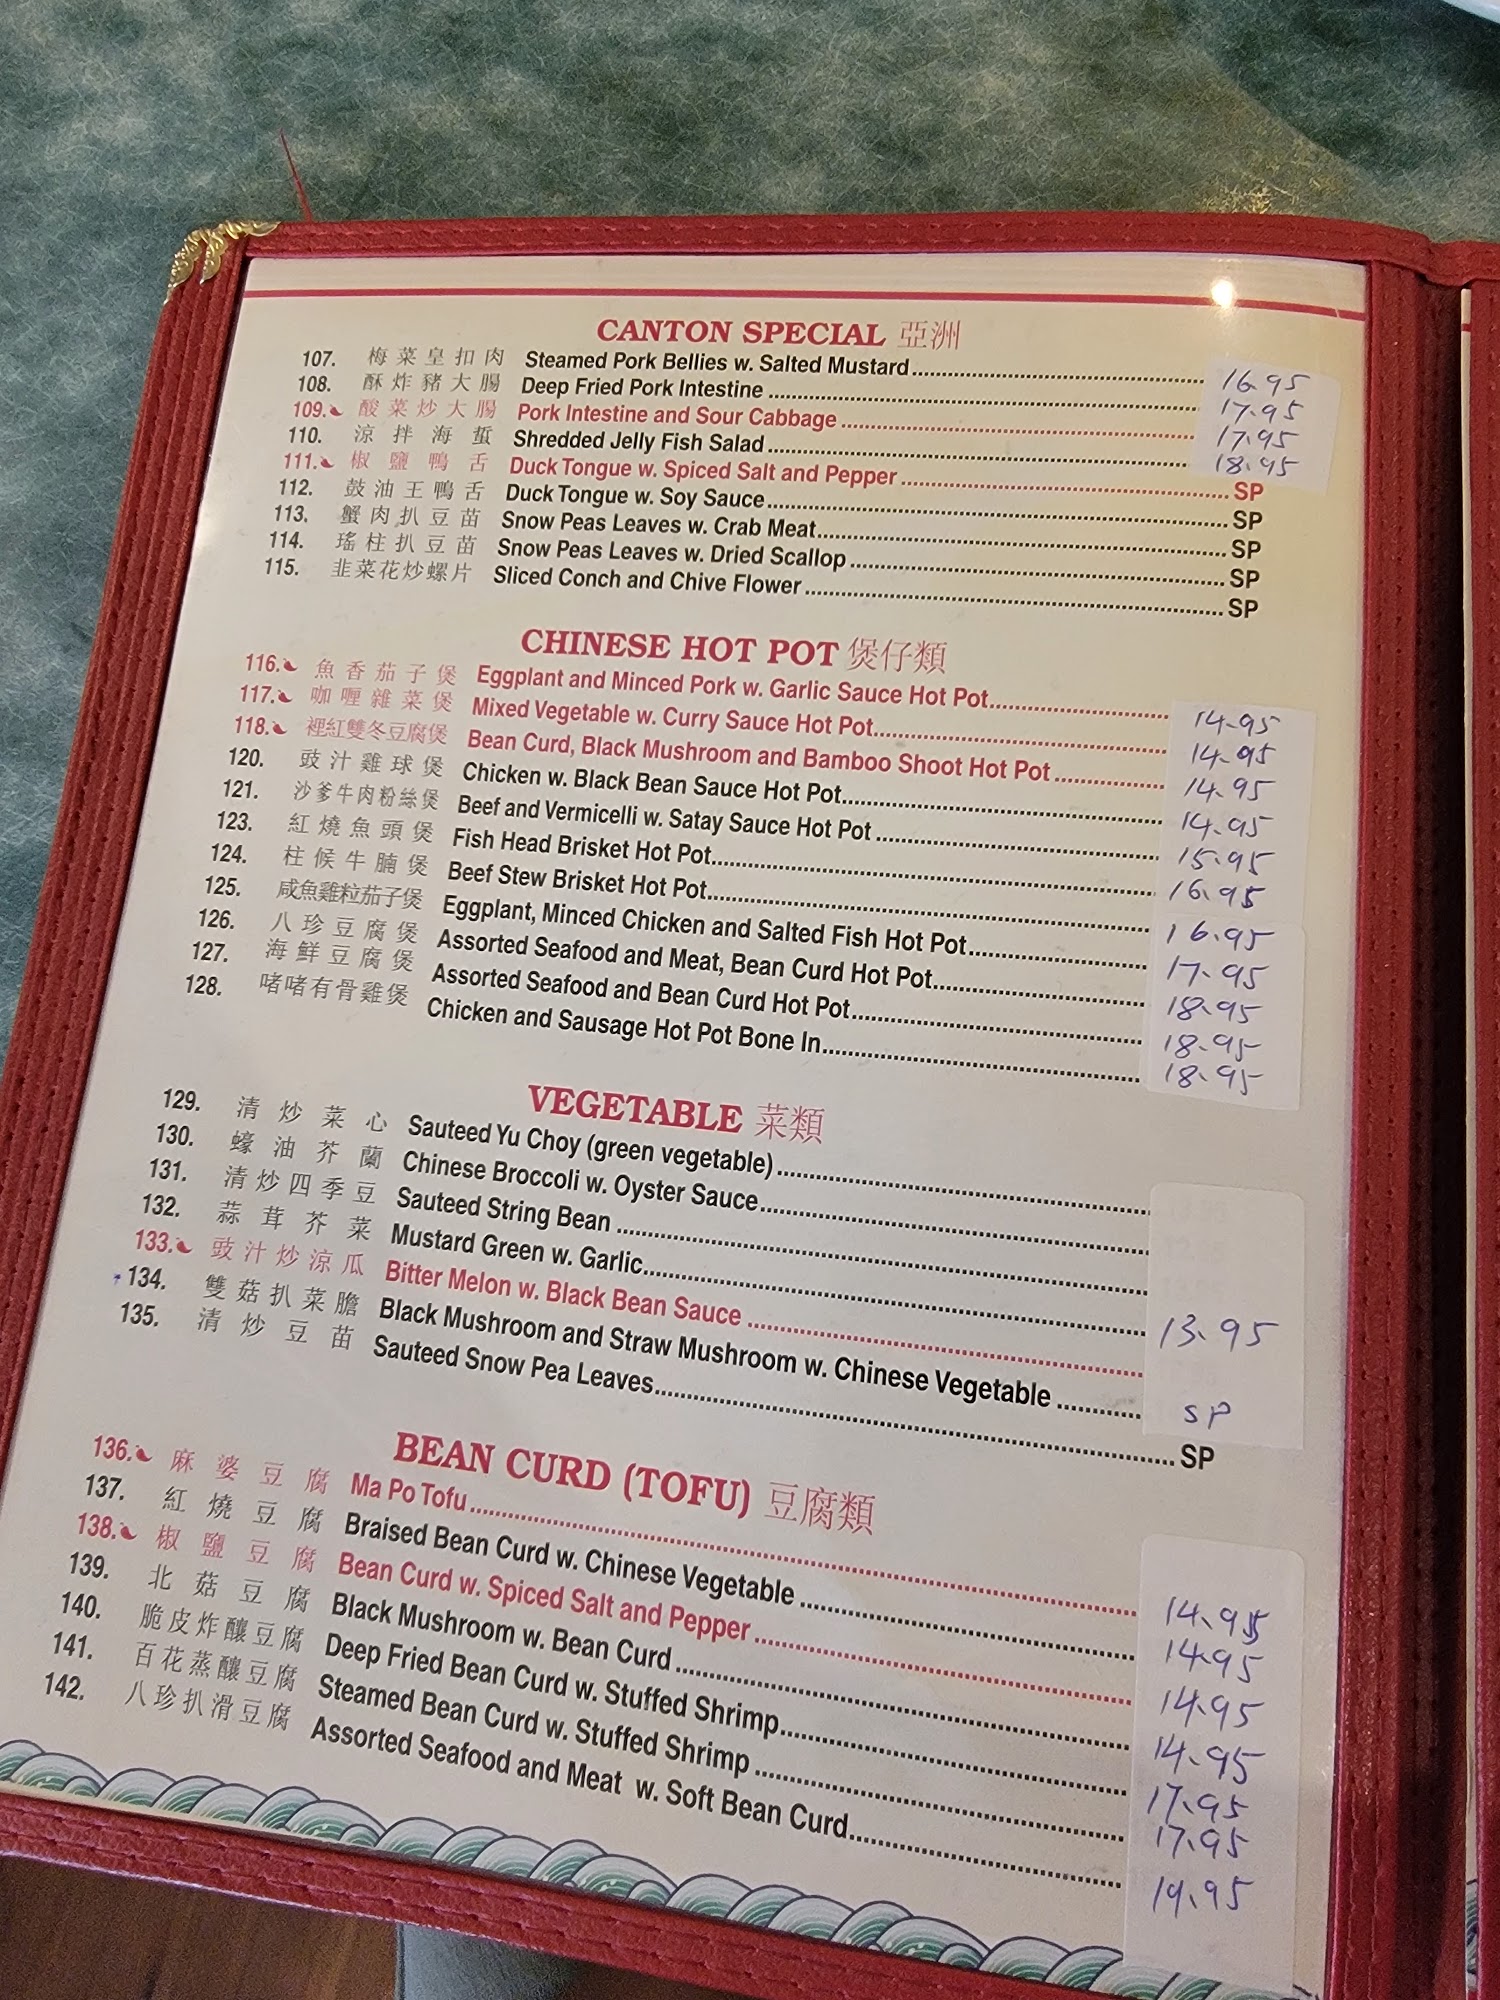 CANTON SPECIAL 亞洲
107. 梅菜皇扣肉 Steamed Pork Bellies w. Salted Mustard 16.95
108. 酥炸豬大腸 Deep Fried Pork Intestine 17.95
109. 酸菜炒大腸 Pork Intestine and Sour Cabbage 17.95
110. 涼拌海蜇 Shredded Jelly Fish Salad 18.95
111. 椒鹽鴨舌 Duck Tongue w. Spiced Salt and Pepper SP
112. 鼓油王鴨舌 Duck Tongue w. Soy Sauce SP
113. 蟹肉扒豆苗 Snow Peas Leaves w. Crab Meat SP
114. 瑤柱扒豆苗 Snow Peas Leaves w. Dried Scallop SP
115. 韭菜花炒螺片 Sliced Conch and Chive Flower SP
CHINESE HOT POT 煲仔類
116. 魚香茄子煲 Eggplant and Minced Pork w. Garlic Sauce Hot Pot 14.95
117. 咖喱雜菜煲 Mixed Vegetable w. Curry Sauce Hot Pot 14.95
118. 裡紅雙冬豆腐煲 Bean Curd, Black Mushroom and Bamboo Shoot Hot Pot 14.95
120. 豉汁雞球煲 Chicken w. Black Bean Sauce Hot Pot 14.95
121. 沙爹牛肉粉絲煲 Beef and Vermicelli w. Satay Sauce Hot Pot 15.95
123. 紅燒魚頭煲 Fish Head Brisket Hot Pot 16.95
124. 柱候牛腩煲 Beef Stew Brisket Hot Pot 16.95
125. 咸魚雞粒茄子煲 Eggplant, Minced Chicken and Salted Fish Hot Pot 17.95
126. 八珍豆腐煲 Assorted Seafood and Meat, Bean Curd Hot Pot 18.95
127. 海鮮豆腐煲 Assorted Seafood and Bean Curd Hot Pot 18.95
128. 啫啫有骨雞煲 Chicken and Sausage Hot Pot Bone In 18.95
VEGETABLE 菜類
129. 清炒菜心 Sauteed Yu Choy (green vegetable)
130. 蠔油芥蘭 Chinese Broccoli w. Oyster Sauce
131. 清炒四季豆 Sauteed String Bean
132. 蒜茸芥菜 Mustard Green w. Garlic 13.95
133. 豉汁炒涼瓜 Bitter Melon w. Black Bean Sauce
134. 雙菇扒菜膽 Black Mushroom and Straw Mushroom w. Chinese Vegetable SP
135. 清炒豆苗 Sauteed Snow Pea Leaves SP
BEAN CURD (TOFU) 豆腐類
136. 麻婆豆腐 Ma Po Tofu 14.95
137. 紅燒豆腐 Braised Bean Curd w. Chinese Vegetable 14.95
138. 椒鹽豆腐 Bean Curd w. Spiced Salt and Pepper 14.95
139. 北菇豆腐 Black Mushroom w. Bean Curd 14.95
140. 脆皮炸釀豆腐 Deep Fried Bean Curd w. Stuffed Shrimp 17.95
141. 百花蒸釀豆腐 Steamed Bean Curd w. Stuffed Shrimp 17.95
142. 八珍扒滑豆腐 Assorted Seafood and Meat w. Soft Bean Curd 19.95